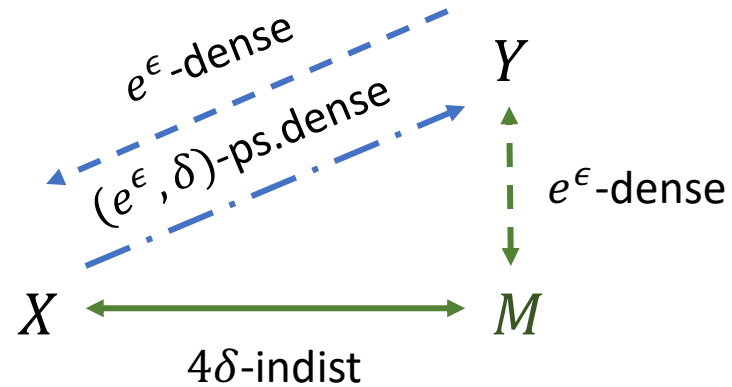 e^ϵ-dense
Y
(e^ϵ, δ)-ps.dense
e^ϵ-dense
X
M
4δ-indist